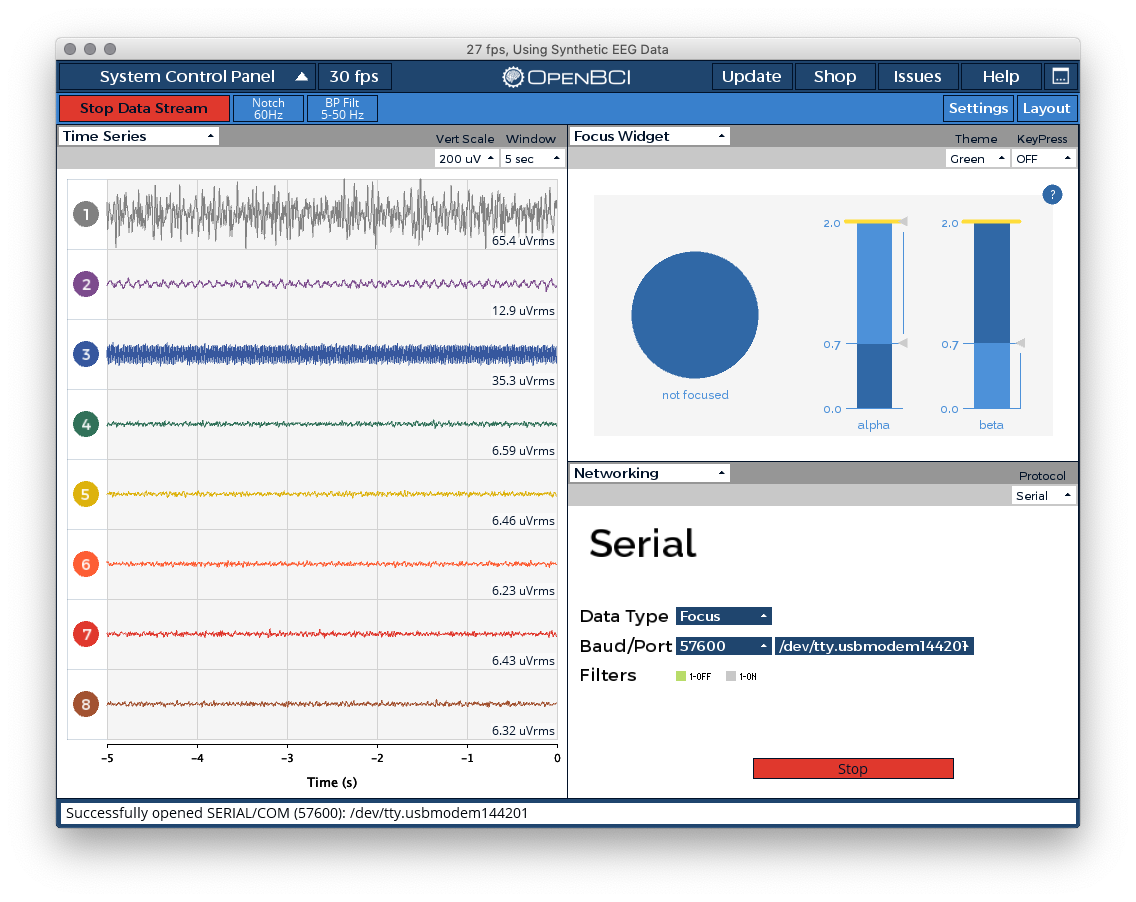 27 fps, Using Synthetic EEG Data
System Control Panel 30 fps OPENBCI Update Shop Issues Help
Stop Data Stream Notch 60Hz BP Filt 5-50 Hz Settings Layout
Time Series Vert Scale Window
200 uV 5 sec
1
65.4 uVrms
2
12.9 uVrms
3
35.3 uVrms
4
6.59 uVrms
5
6.46 uVrms
6
6.23 uVrms
7
6.43 uVrms
8
6.32 uVrms
-5 -4 -3 -2 -1 0
Time (s)
Focus Widget Theme KeyPress
Green OFF
?
2.0 2.0
0.7 0.7
not focused
0.0 0.0
alpha beta
Networking Protocol
Serial
Serial
Data Type Focus
Baud/Port 57600 /dev/tty.usbmodem144201
Filters 1-OFF 1-ON
Stop
Successfully opened SERIAL/COM (57600): /dev/tty.usbmodem144201